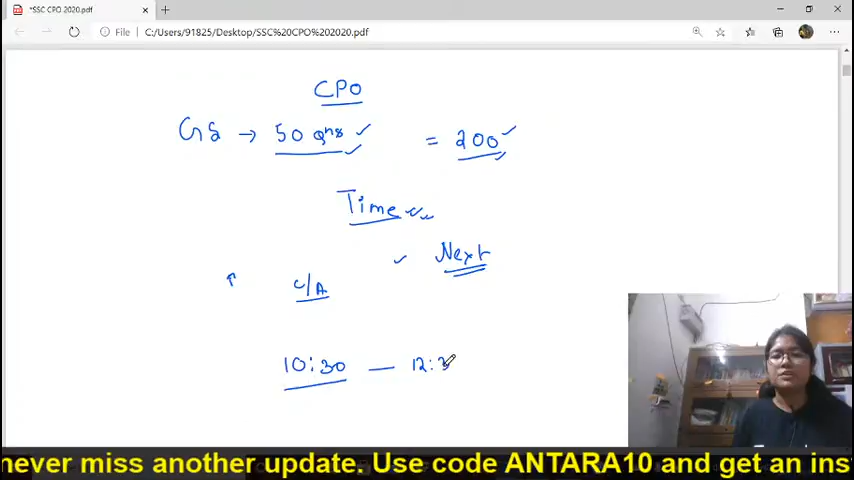 *SSC CPO 2020.pdf
File | C:/Users/91825/Desktop/SSC%20CPO%202020.pdf
CPO
GS → 50 Qns = 200
Time
Next
C/A
10:30 — 12:3
never miss another update. Use code ANTARA10 and get an ins